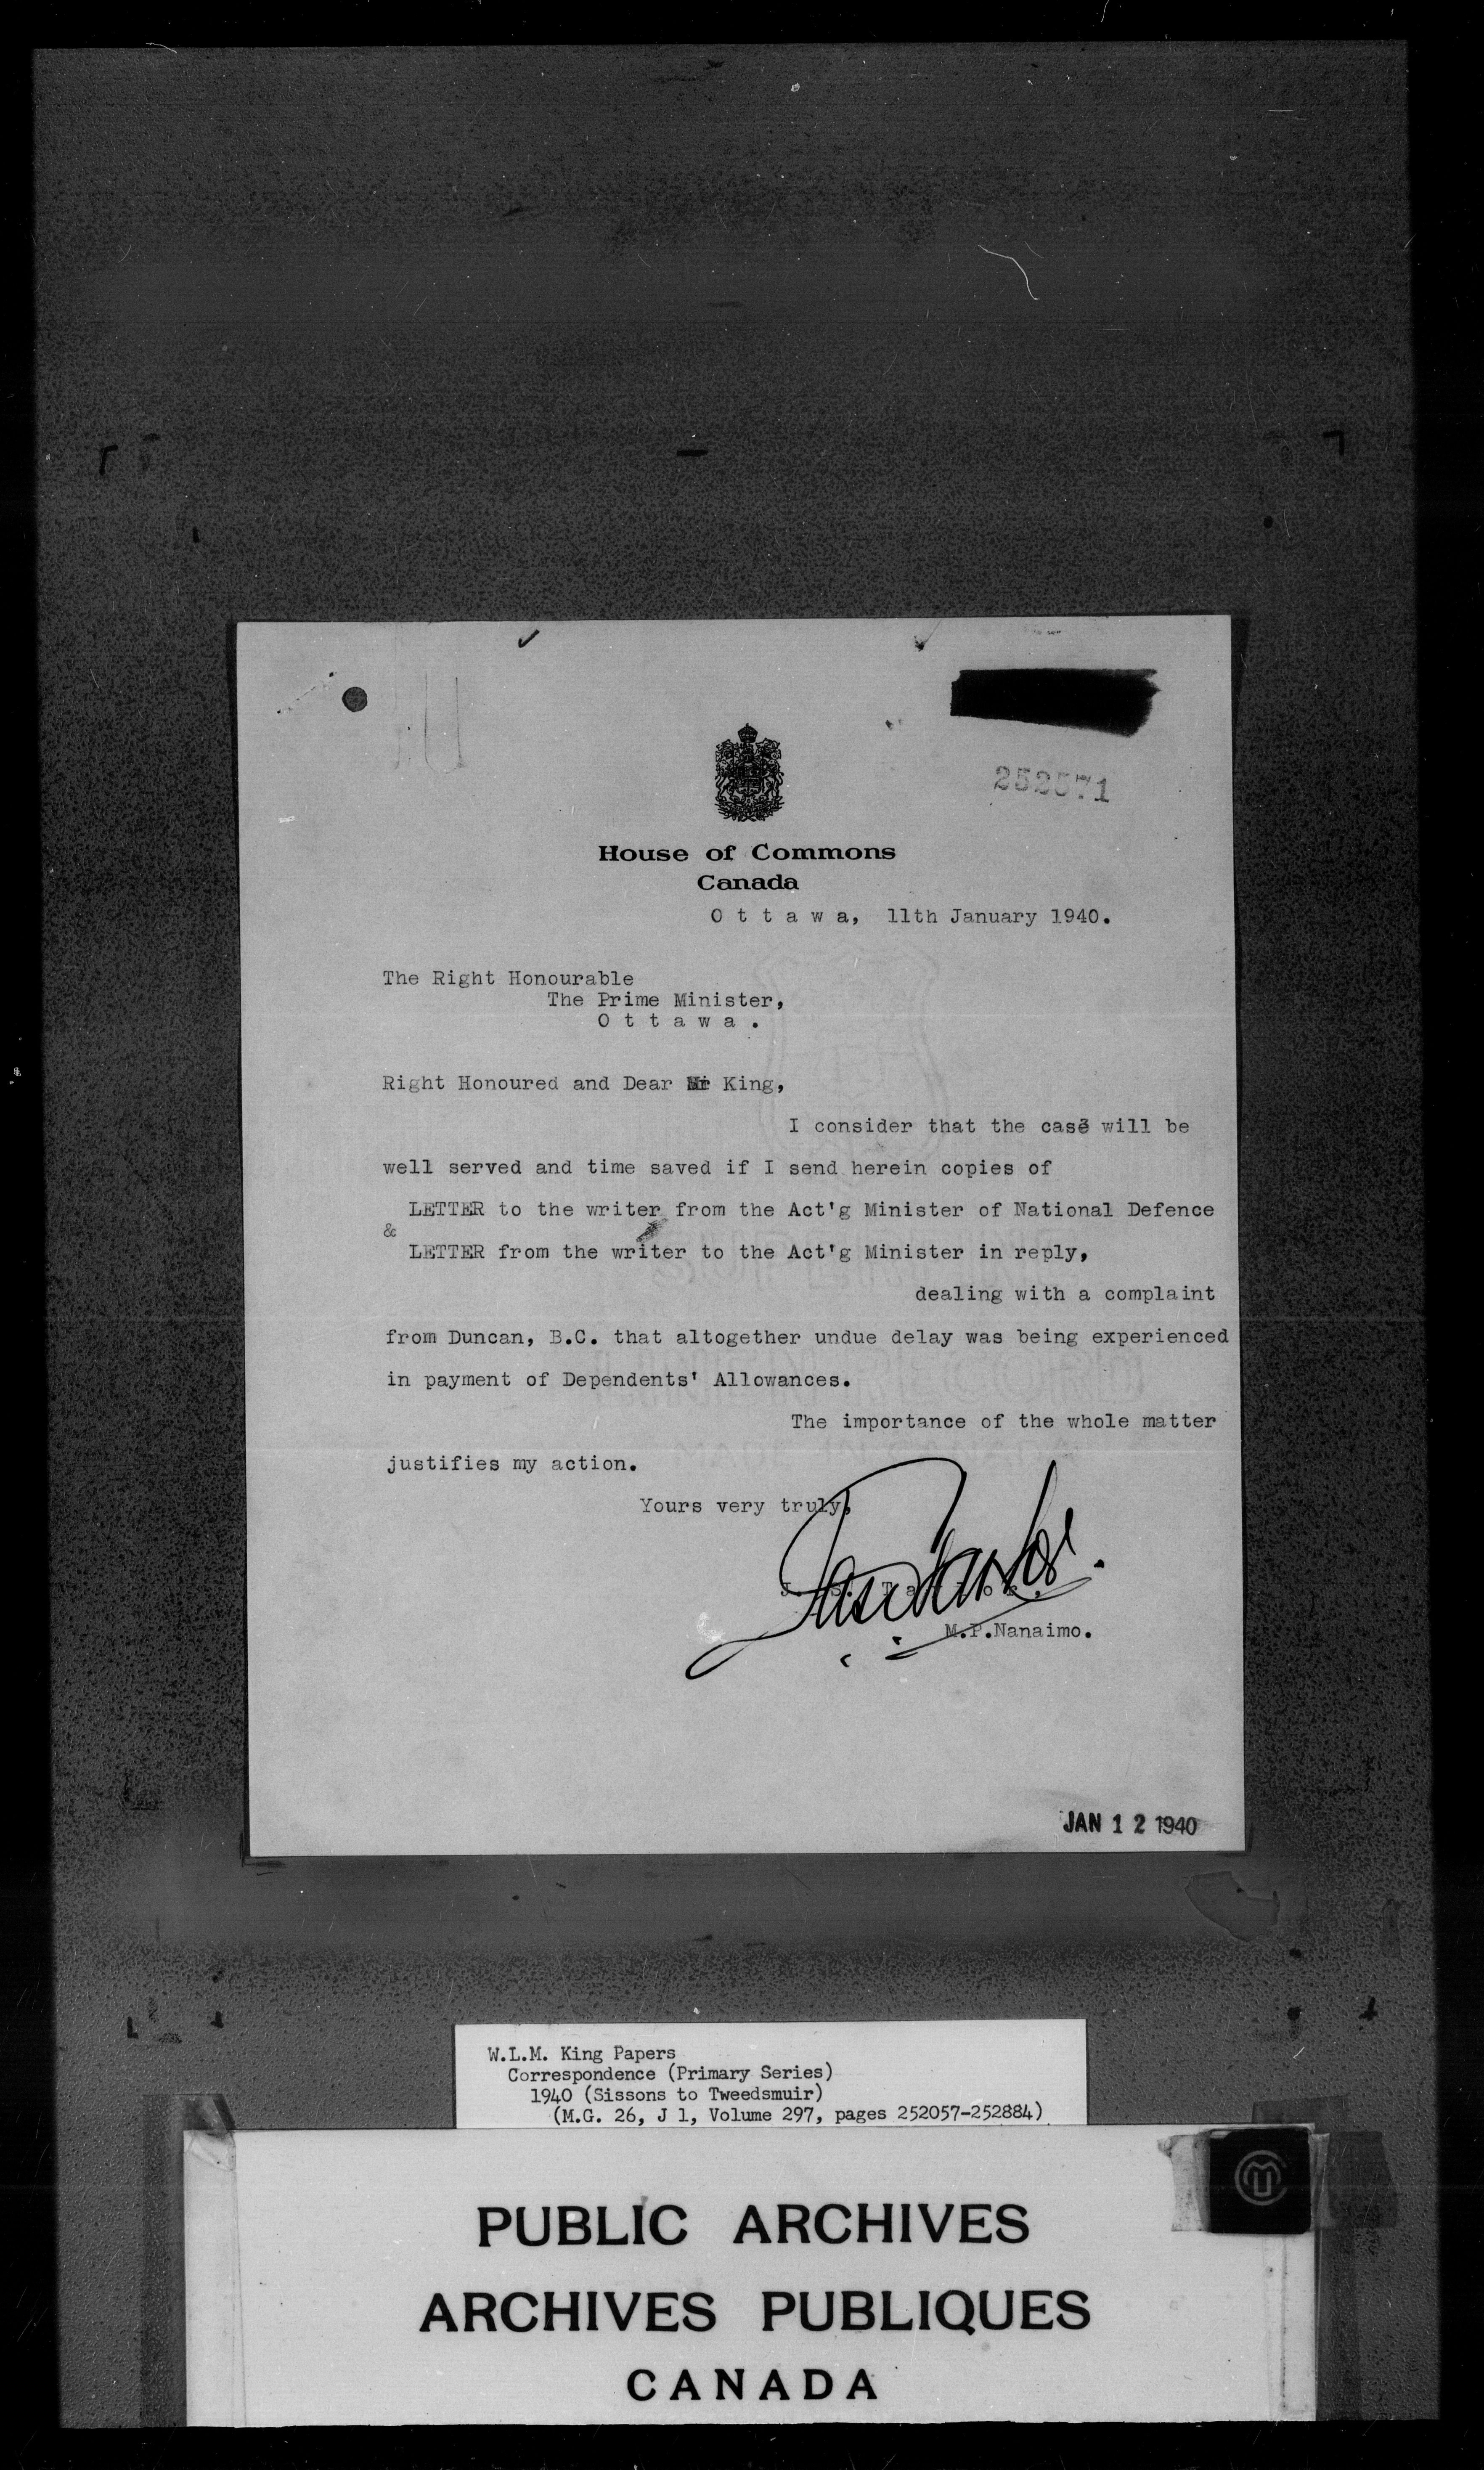 252571
House of Commons
Canada
O t t a w a, 11th January 1940.
The Right Honourable
The Prime Minister,
O t t a w a .
Right Honoured and Dear Mr King,
I consider that the case will be
well served and time saved if I send herein copies of
LETTER to the writer from the Act'g Minister of National Defence
&
LETTER from the writer to the Act'g Minister in reply,
dealing with a complaint
from Duncan, B.C. that altogether undue delay was being experienced
in payment of Dependents' Allowances.
The importance of the whole matter
justifies my action.
Yours very truly,
M.P.Nanaimo.
JAN 12 1940
W.L.M. King Papers
Correspondence (Primary Series)
1940 (Sissons to Tweedsmuir)
(M.G. 26, J 1, Volume 297, pages 252057-252884)
PUBLIC ARCHIVES
ARCHIVES PUBLIQUES
CANADA